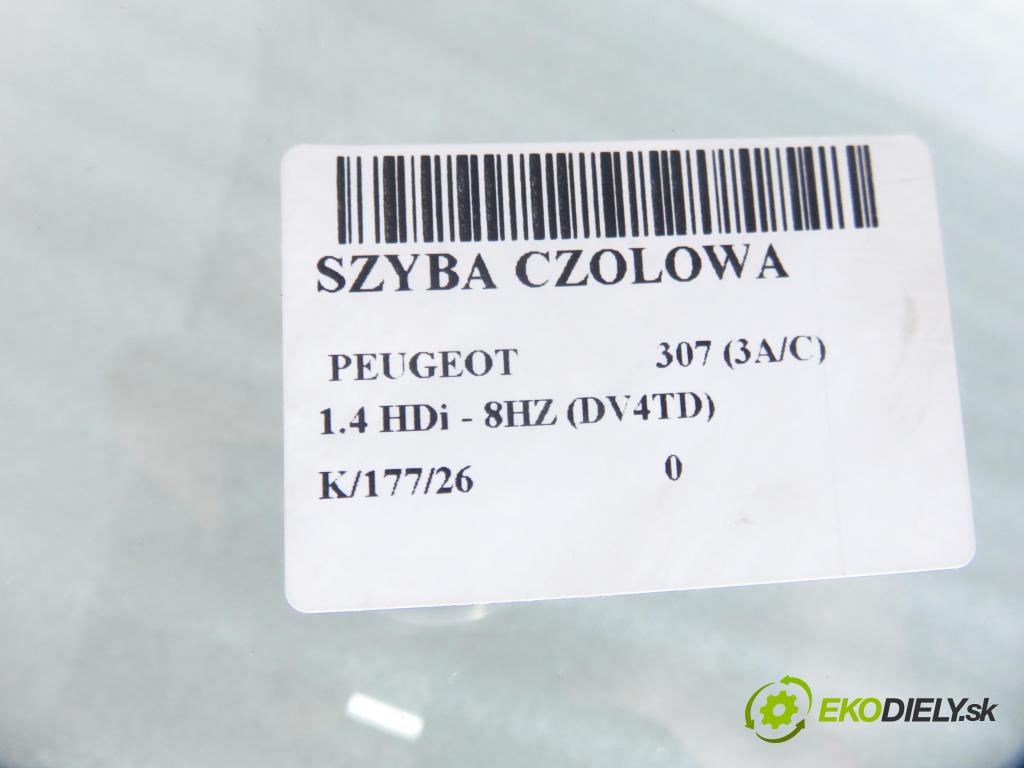 SZYBA CZOLOWA
PEUGEOT 307 (3A/C)
1.4 HDi - 8HZ (DV4TD)
K/177/26 0
EKODIELY.sk